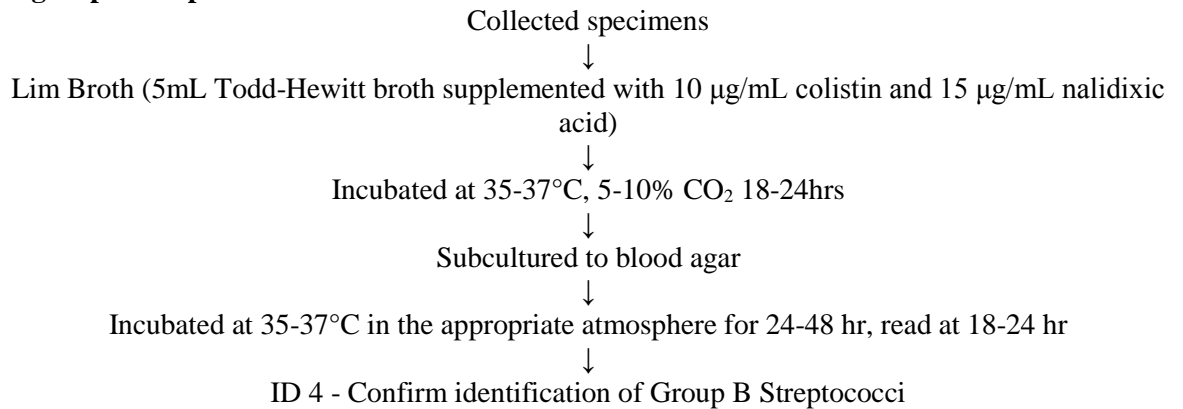 Collected specimens
↓
Lim Broth (5mL Todd-Hewitt broth supplemented with 10 μg/mL colistin and 15 μg/mL nalidixic
acid)
↓
Incubated at 35-37°C, 5-10% CO₂ 18-24hrs
↓
Subcultured to blood agar
↓
Incubated at 35-37°C in the appropriate atmosphere for 24-48 hr, read at 18-24 hr
↓
ID 4 - Confirm identification of Group B Streptococci